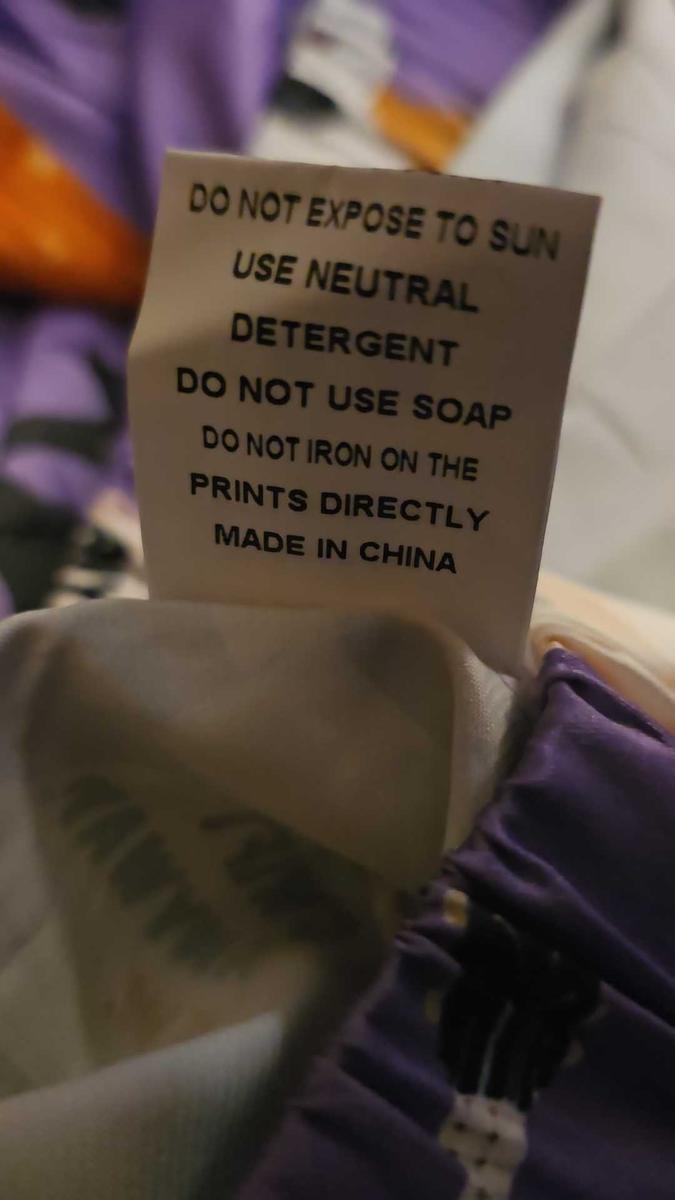 DO NOT EXPOSE TO SUN
USE NEUTRAL
DETERGENT
DO NOT USE SOAP
DO NOT IRON ON THE
PRINTS DIRECTLY
MADE IN CHINA